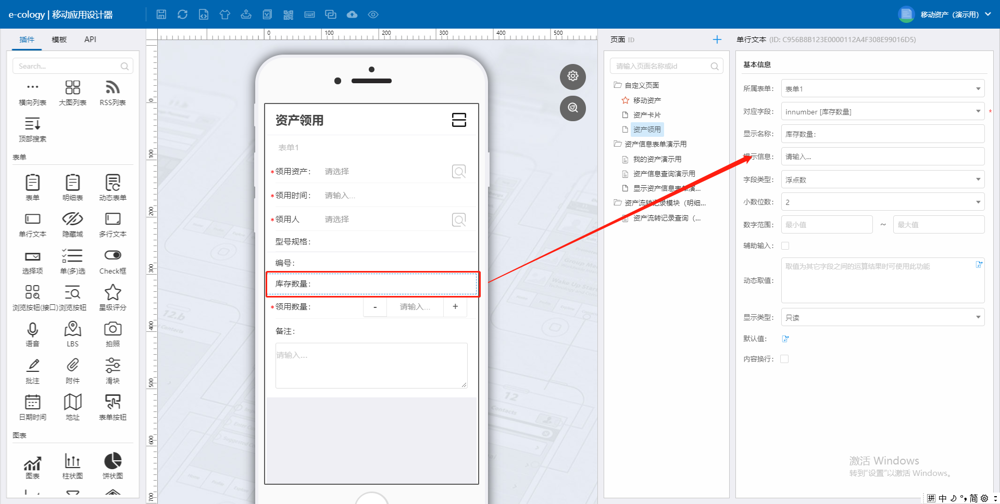 e-cology | 移动应用设计器
移动资产（演示用）
插件 模板 API
Search...
横向列表 大图列表 RSS列表
顶部搜索
表单
表单 明细表 动态表单
单行文本 隐藏域 多行文本
选择项 单(多)选 Check框
浏览按钮(接口) 浏览按钮 星级评分
语音 LBS 拍照
批注 附件 滑块
日期时间 地址 表单按钮
图表
图表 柱状图 饼状图
0 100 200 300 400 500
0
100
200
300
400
500
600
700
资产领用
表单1
*领用资产： 请选择
*领用时间： 请输入...
*领用人 请选择
型号规格：
编号：
库存数量：
*领用数量： - 请输入... +
备注：
请输入...
页面 ID
请输入页面名称或id
自定义页面
移动资产
资产卡片
资产领用
资产信息表单演示用
我的资产演示用
资产信息查询演示用
显示资产信息表单演...
资产流转记录模块（明细...
资产流转记录查询（...
单行文本 (ID: C956B8B123E0000112A4F308E99016D5)
基本信息
所属表单： 表单1
对应字段： innumber [库存数量] *
显示名称： 库存数量：
提示信息： 请输入...
字段类型： 浮点数
小数位数： 2
数字范围： 最小值 ~ 最大值
辅助输入：
动态取值： 取值为其它字段之间的运算结果时可使用此功能
显示类型： 只读
默认值：
内容换行：
激活 Windows
转到“设置”以激活 Windows。
拼 中 简